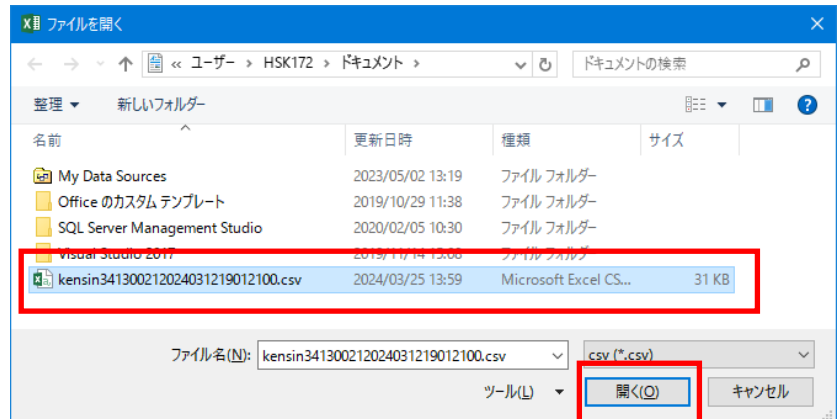 ファイルを開く
« ユーザー > HSK172 > ドキュメント >
ドキュメントの検索
整理 新しいフォルダー
名前 更新日時 種類 サイズ
My Data Sources 2023/05/02 13:19 ファイル フォルダー
Office のカスタム テンプレート 2019/10/29 11:38 ファイル フォルダー
SQL Server Management Studio 2020/02/05 10:30 ファイル フォルダー
Visual Studio 2017 2019/11/14 15:08 ファイル フォルダー
kensin3413002120240312190121​00.csv 2024/03/25 13:59 Microsoft Excel CS... 31 KB
ファイル名(N): kensin341300212024031219012100.csv csv (*.csv)
ツール(L) 開く(O) キャンセル